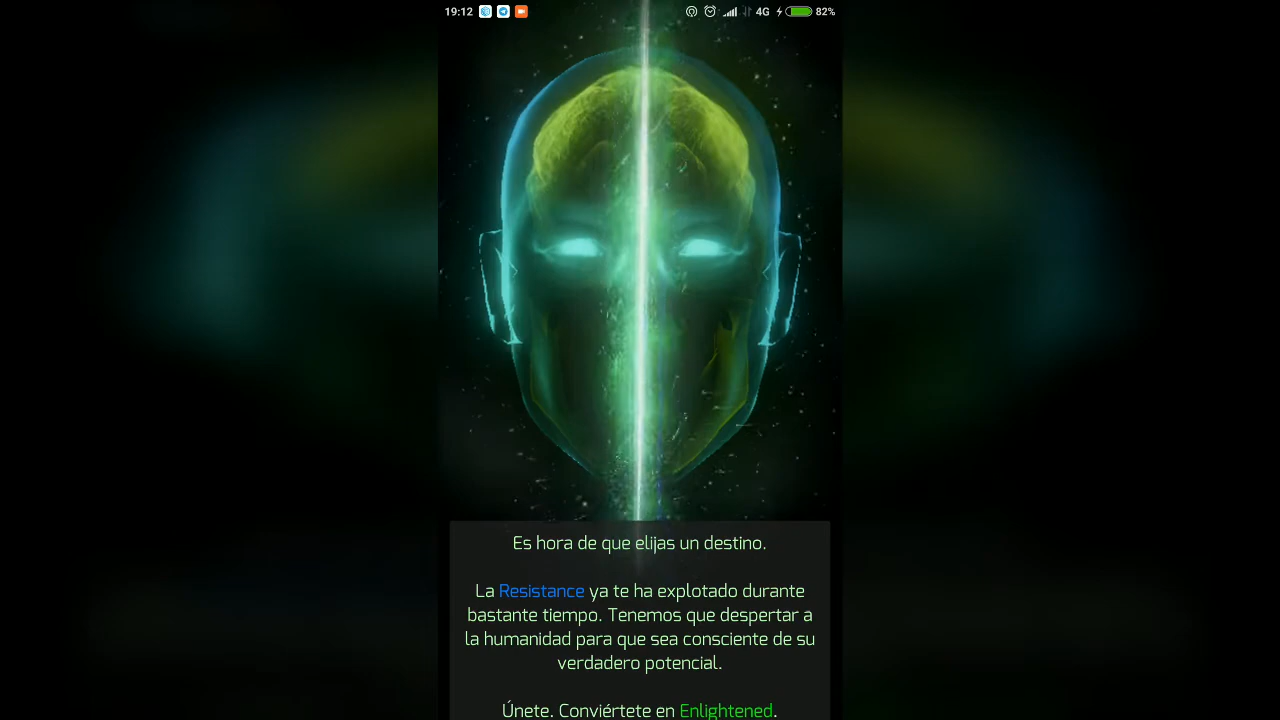 19:12 4G 82%
Es hora de que elijas un destino.
La Resistance ya te ha explotado durante
bastante tiempo. Tenemos que despertar a
la humanidad para que sea consciente de su
verdadero potencial.
Únete. Conviértete en Enlightened.